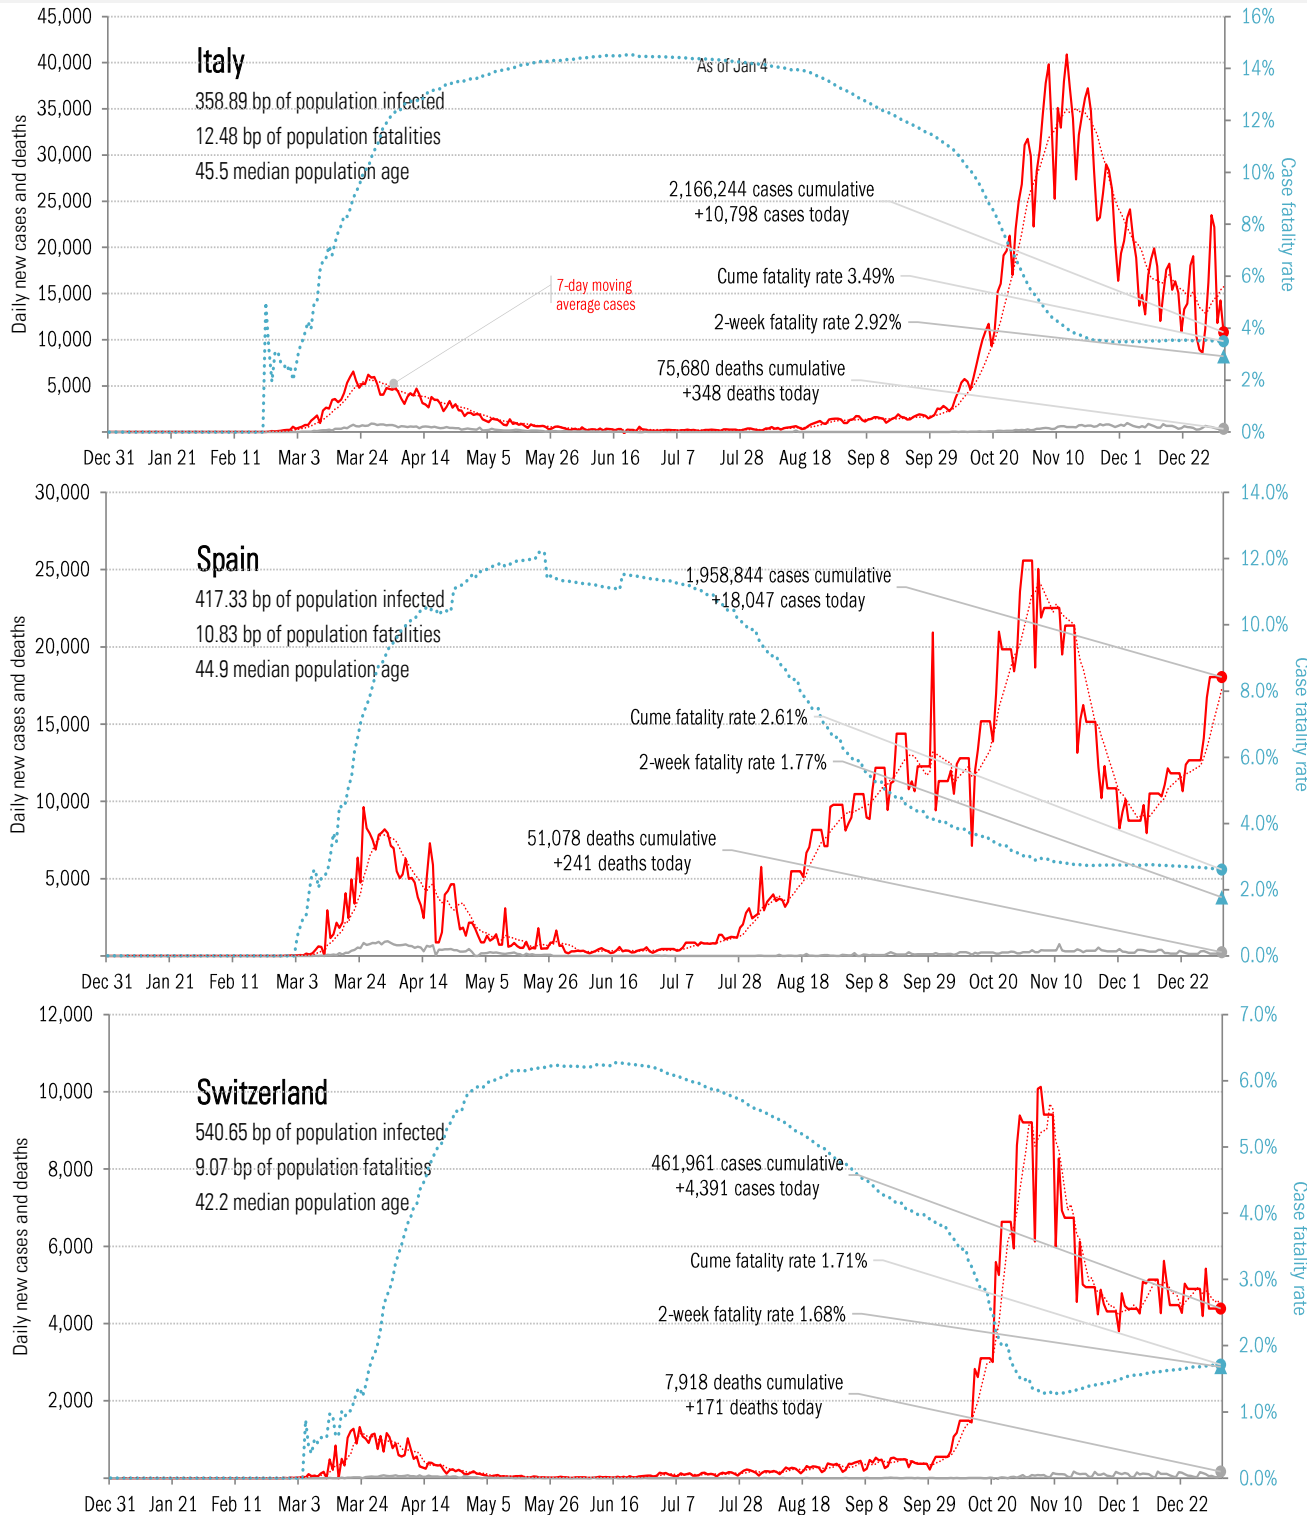 45,000
40,000
35,000
30,000
25,000
20,000
15,000
10,000
5,000
Daily new cases and deaths
Italy
358.89 bp of population infected
12.48 bp of population fatalities
45.5 median population age
As of Jan 4
2,166,244 cases cumulative
+10,798 cases today
Cume fatality rate 3.49%
7-day moving
average cases
2-week fatality rate 2.92%
75,680 deaths cumulative
+348 deaths today
16%
14%
12%
10%
8%
6%
4%
2%
0%
Case fatality rate
Dec 31 Jan 21 Feb 11 Mar 3 Mar 24 Apr 14 May 5 May 26 Jun 16 Jul 7 Jul 28 Aug 18 Sep 8 Sep 29 Oct 20 Nov 10 Dec 1 Dec 22
30,000
25,000
20,000
15,000
10,000
5,000
Daily new cases and deaths
Spain
417.33 bp of population infected
10.83 bp of population fatalities
44.9 median population age
1,958,844 cases cumulative
+18,047 cases today
Cume fatality rate 2.61%
2-week fatality rate 1.77%
51,078 deaths cumulative
+241 deaths today
14.0%
12.0%
10.0%
8.0%
6.0%
4.0%
2.0%
0.0%
Case fatality rate
Dec 31 Jan 21 Feb 11 Mar 3 Mar 24 Apr 14 May 5 May 26 Jun 16 Jul 7 Jul 28 Aug 18 Sep 8 Sep 29 Oct 20 Nov 10 Dec 1 Dec 22
12,000
10,000
8,000
6,000
4,000
2,000
Daily new cases and deaths
Switzerland
540.65 bp of population infected
9.07 bp of population fatalities
42.2 median population age
461,961 cases cumulative
+4,391 cases today
Cume fatality rate 1.71%
2-week fatality rate 1.68%
7,918 deaths cumulative
+171 deaths today
7.0%
6.0%
5.0%
4.0%
3.0%
2.0%
1.0%
0.0%
Case fatality rate
Dec 31 Jan 21 Feb 11 Mar 3 Mar 24 Apr 14 May 5 May 26 Jun 16 Jul 7 Jul 28 Aug 18 Sep 8 Sep 29 Oct 20 Nov 10 Dec 1 Dec 22